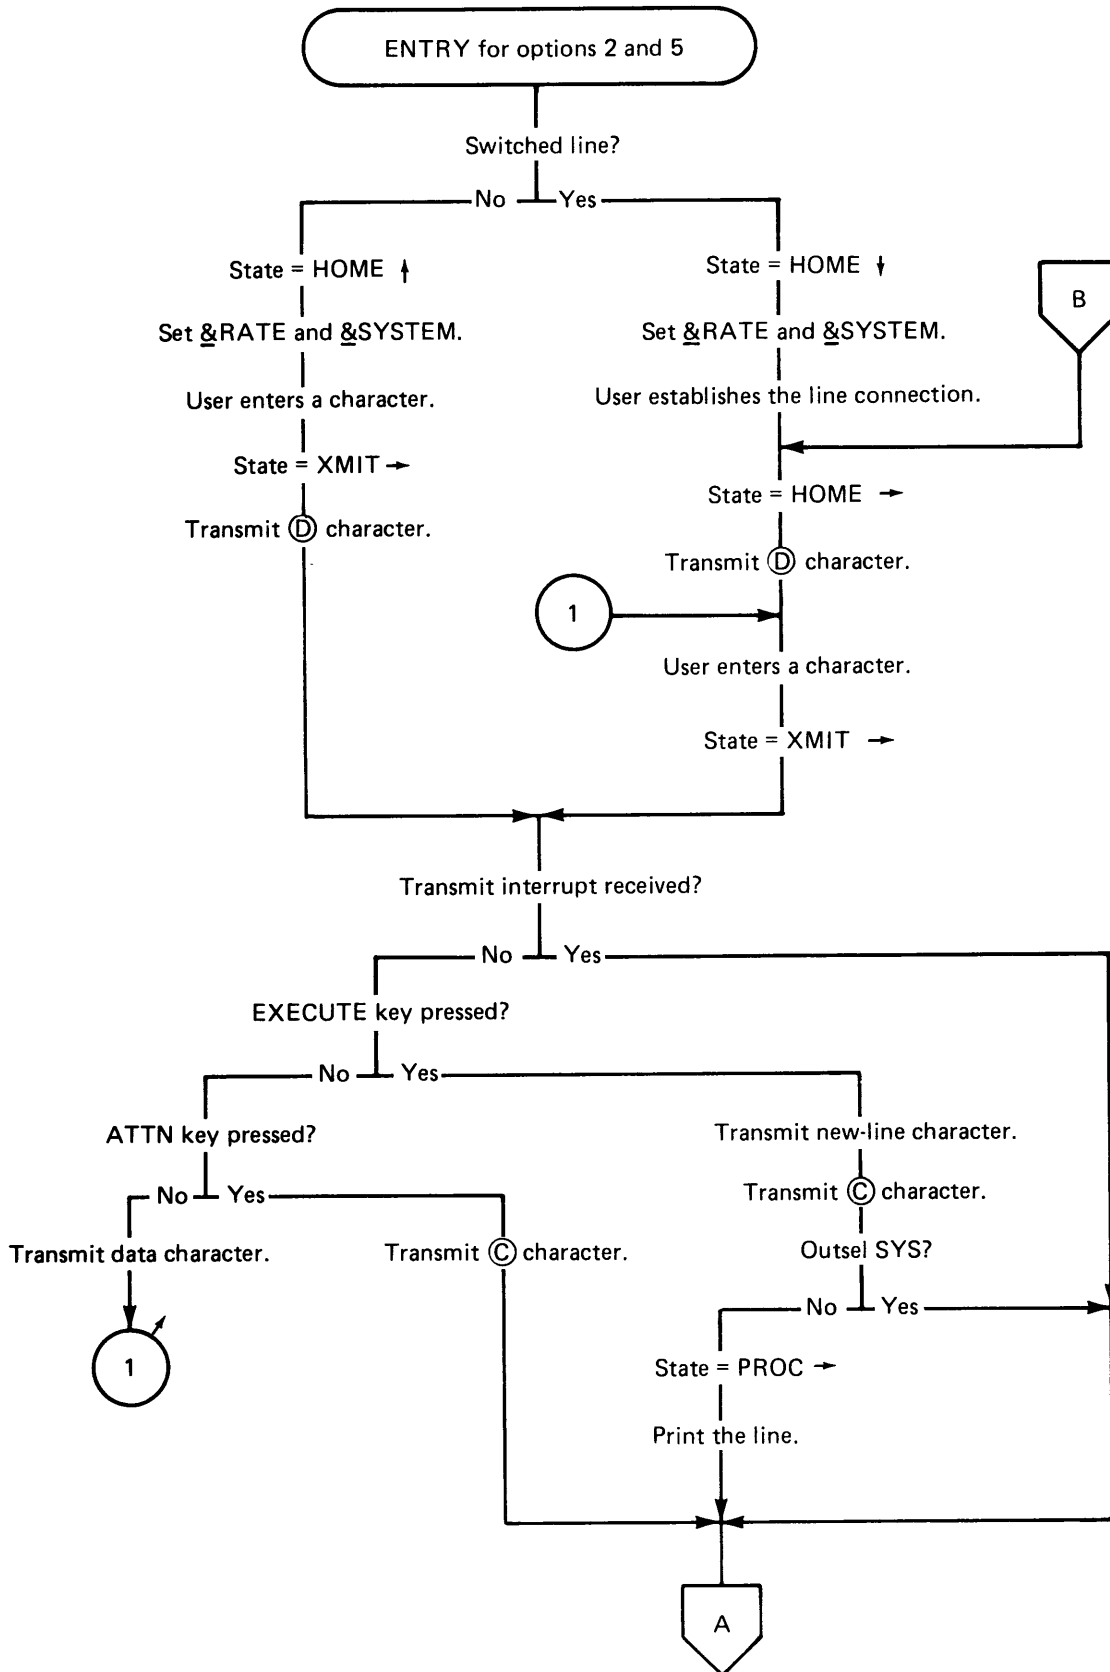 ENTRY for options 2 and 5
Switched line?
No Yes
State = HOME ↑
State = HOME ↓
B
Set &RATE and &SYSTEM.
Set &RATE and &SYSTEM.
User enters a character.
User establishes the line connection.
State = XMIT →
State = HOME →
Transmit Ⓓ character.
Transmit Ⓓ character.
1
User enters a character.
State = XMIT →
Transmit interrupt received?
No Yes
EXECUTE key pressed?
No Yes
ATTN key pressed?
Transmit new-line character.
No Yes
Transmit Ⓒ character.
Transmit data character.
Transmit Ⓒ character.
Outsel SYS?
No Yes
1
State = PROC →
Print the line.
A